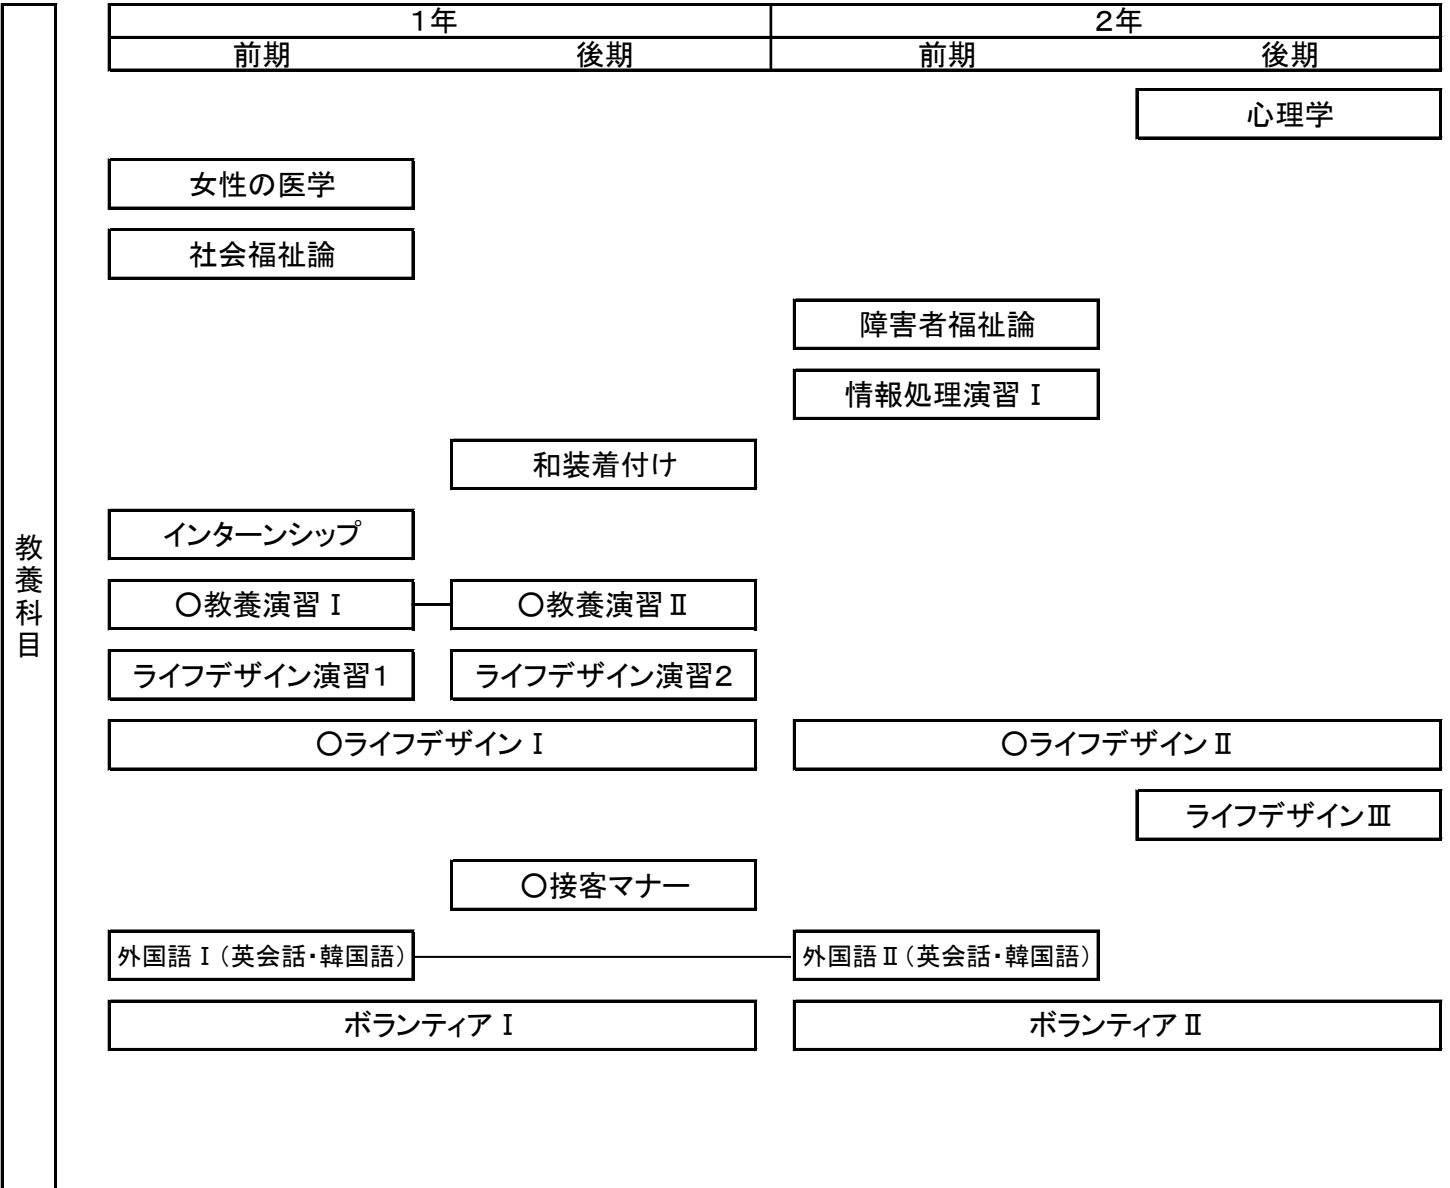 1年
2年
前期
後期
前期
後期
心理学
女性の医学
社会福祉論
障害者福祉論
情報処理演習Ⅰ
和装着付け
インターンシップ
教養科目
〇教養演習Ⅰ
〇教養演習Ⅱ
ライフデザイン演習1
ライフデザイン演習2
〇ライフデザインⅠ
〇ライフデザインⅡ
ライフデザインⅢ
〇接客マナー
外国語Ⅰ(英会話・韓国語)
外国語Ⅱ(英会話・韓国語)
ボランティアⅠ
ボランティアⅡ